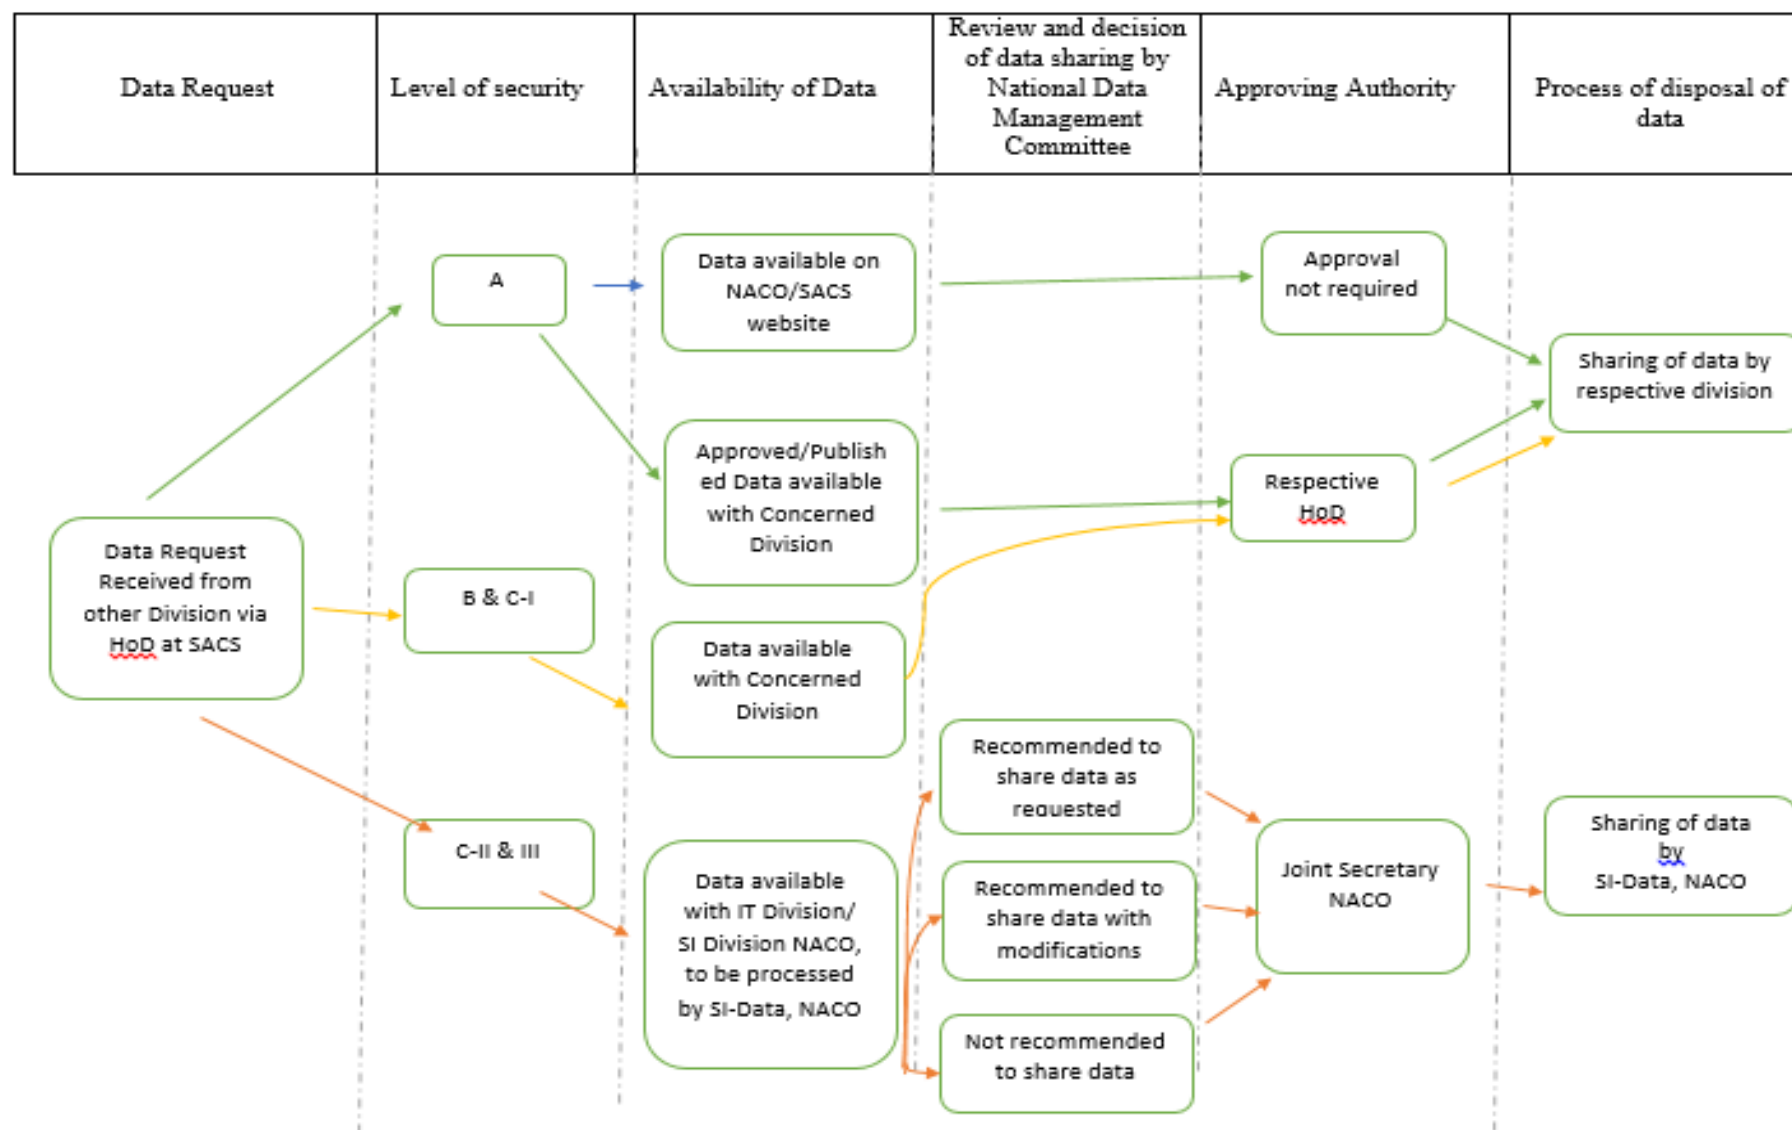 Data Request
Level of security
Availability of Data
Review and decision
of data sharing by
National Data
Management
Committee
Approving Authority
Process of disposal of
data
Data Request
Received from
other Division via
HoD at SACS
A
B & C-I
C-II & III
Data available on
NACO/SACS
website
Approved/Publish
ed Data available
with Concerned
Division
Data available
with Concerned
Division
Data available
with IT Division/
SI Division NACO,
to be processed
by SI-Data, NACO
Recommended to
share data as
requested
Recommended to
share data with
modifications
Not recommended
to share data
Approval
not required
Respective
HoD
Joint Secretary
NACO
Sharing of data by
respective division
Sharing of data
by
SI-Data, NACO